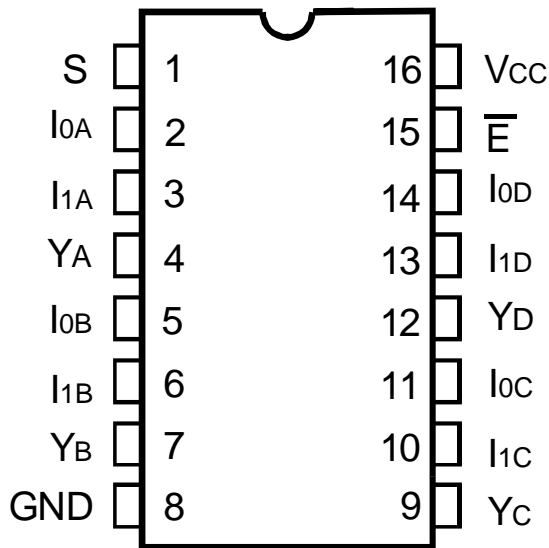 S 1 16 VCC
I0A 2 15 E̅
I1A 3 14 I0D
YA 4 13 I1D
I0B 5 12 YD
I1B 6 11 I0C
YB 7 10 I1C
GND 8 9 YC